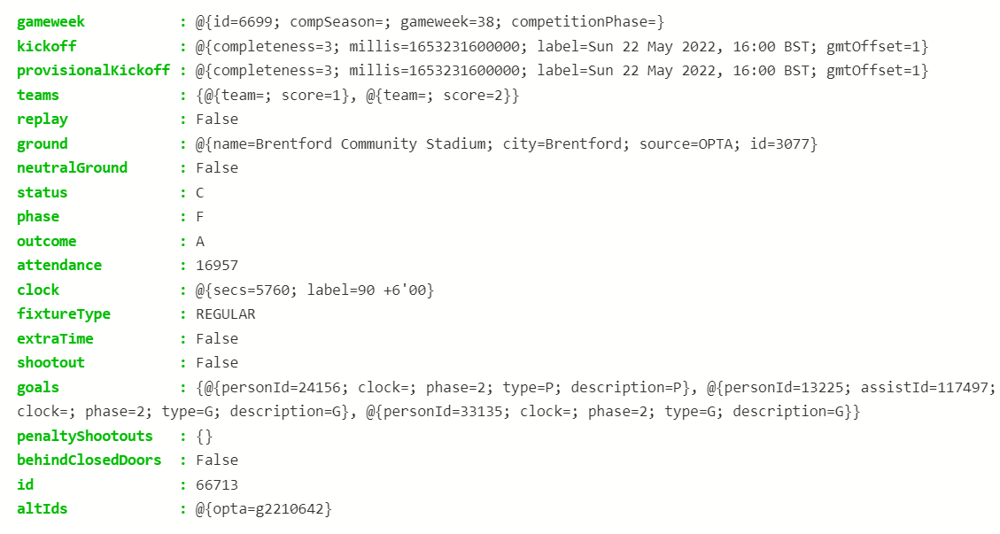 gameweek : @{id=6699; compSeason=; gameweek=38; competitionPhase=}
kickoff : @{completeness=3; millis=1653231600000; label=Sun 22 May 2022, 16:00 BST; gmtOffset=1}
provisionalKickoff : @{completeness=3; millis=1653231600000; label=Sun 22 May 2022, 16:00 BST; gmtOffset=1}
teams : {@{team=; score=1}, @{team=; score=2}}
replay : False
ground : @{name=Brentford Community Stadium; city=Brentford; source=OPTA; id=3077}
neutralGround : False
status : C
phase : F
outcome : A
attendance : 16957
clock : @{secs=5760; label=90 +6'00}
fixtureType : REGULAR
extraTime : False
shootout : False
goals : {@{personId=24156; clock=; phase=2; type=P; description=P}, @{personId=13225; assistId=117497;
clock=; phase=2; type=G; description=G}, @{personId=33135; clock=; phase=2; type=G; description=G}}
penaltyShootouts : {}
behindClosedDoors : False
id : 66713
altIds : @{opta=g2210642}